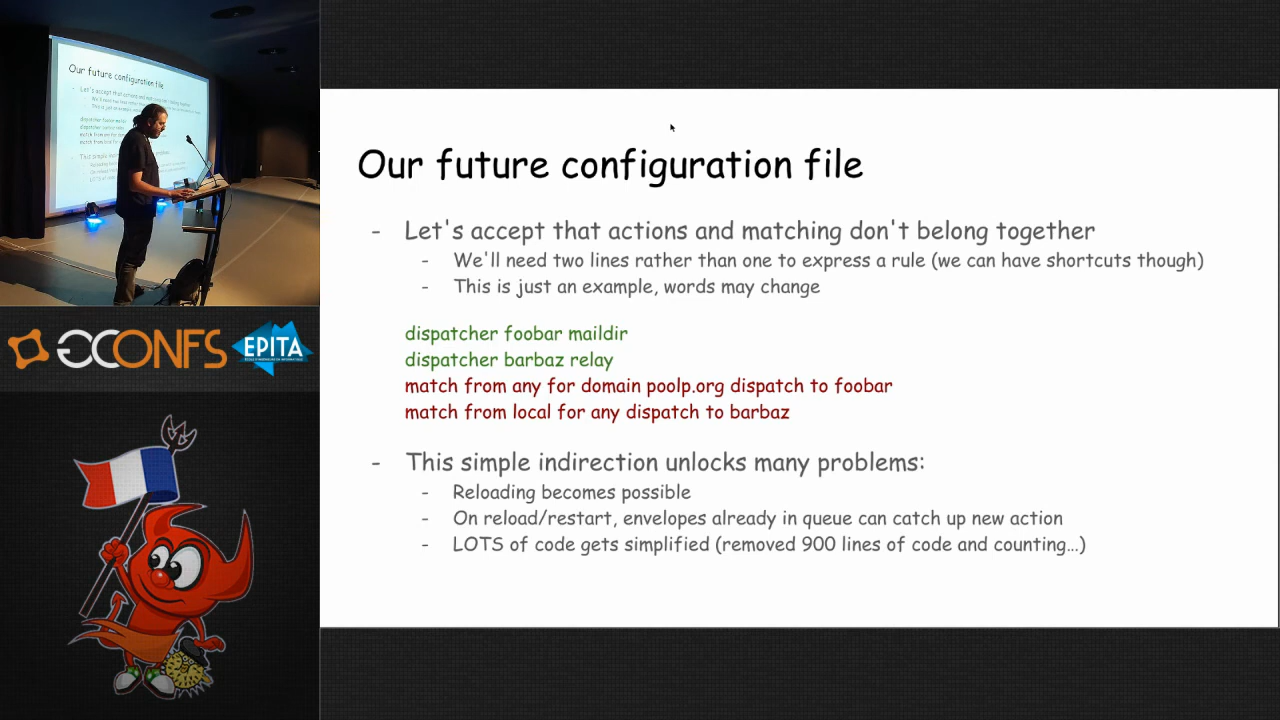 Our future configuration file
- Let's accept that actions and matching don't belong together
- We'll need two lines rather than one to express a rule (we can have shortcuts though)
- This is just an example, words may change
dispatcher foobar maildir
dispatcher barbaz relay
match from any for domain poolp.org dispatch to foobar
match from local for any dispatch to barbaz
- This simple indirection unlocks many problems:
- Reloading becomes possible
- On reload/restart, envelopes already in queue can catch up new action
- LOTS of code gets simplified (removed 900 lines of code and counting…)
Our future configuration file
GCONFS
EPITA